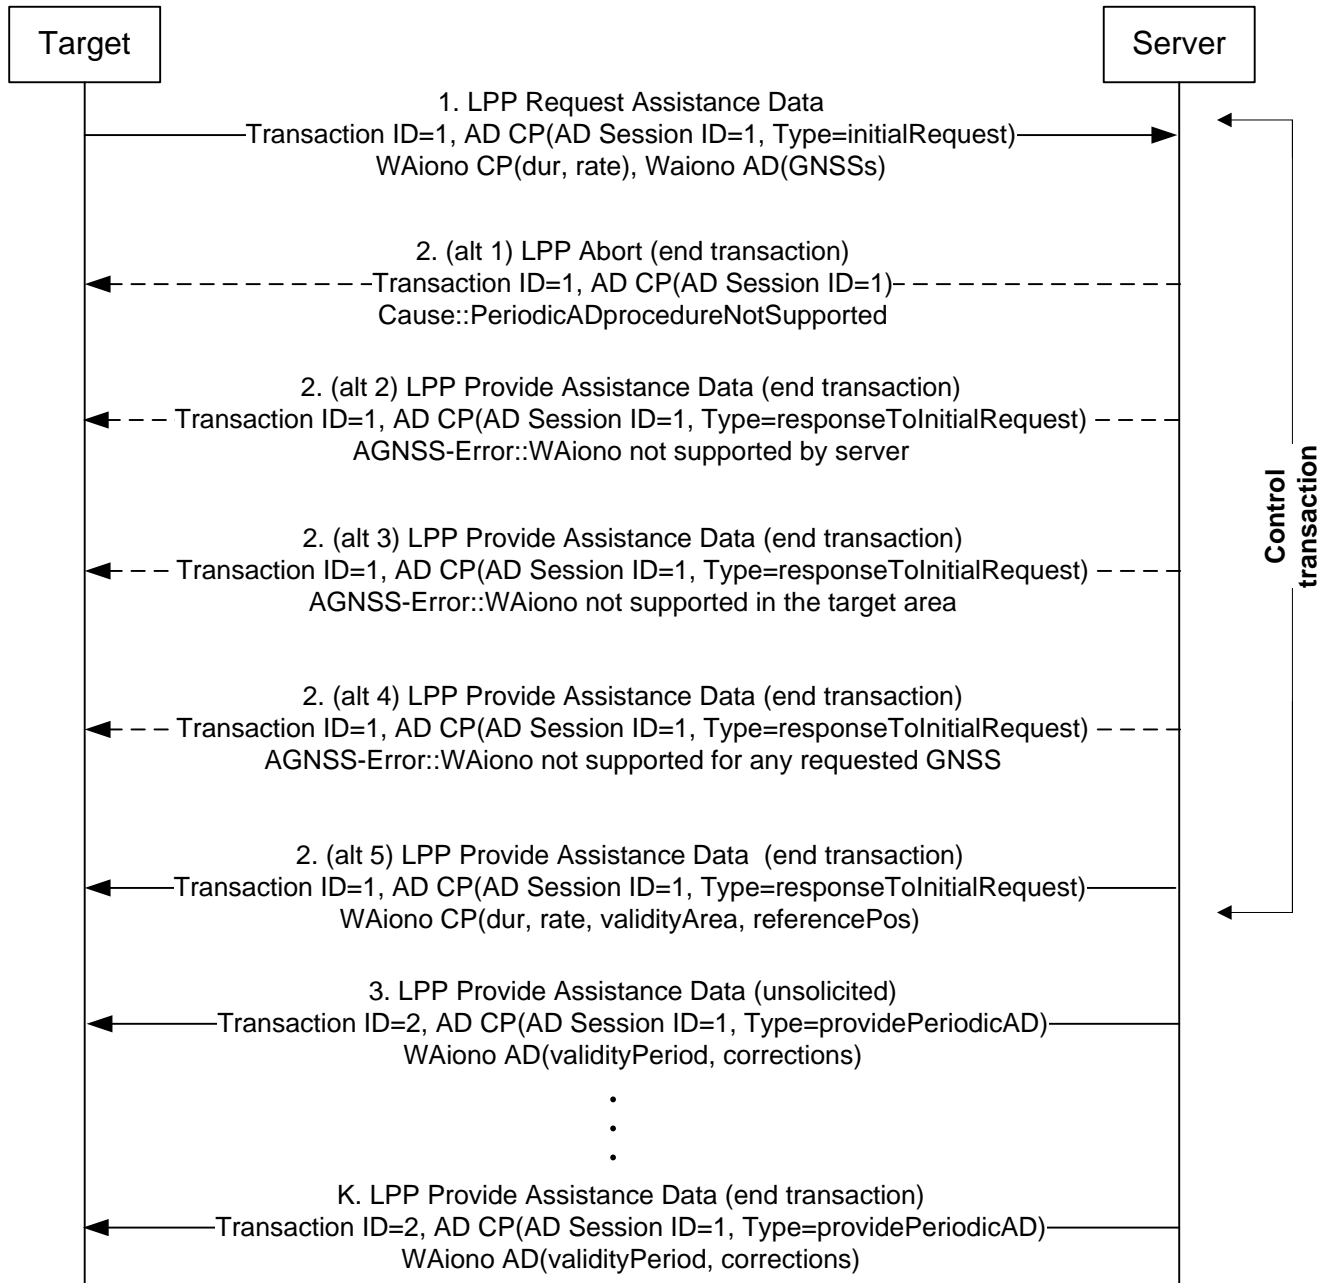 Target
Server
1. LPP Request Assistance Data
Transaction ID=1, AD CP(AD Session ID=1, Type=initialRequest)
WAiono CP(dur, rate), Waiono AD(GNSSs)
2. (alt 1) LPP Abort (end transaction)
Transaction ID=1, AD CP(AD Session ID=1)
Cause::PeriodicADprocedureNotSupported
2. (alt 2) LPP Provide Assistance Data (end transaction)
Transaction ID=1, AD CP(AD Session ID=1, Type=responseToInitialRequest)
AGNSS-Error::WAiono not supported by server
Control
transaction
2. (alt 3) LPP Provide Assistance Data (end transaction)
Transaction ID=1, AD CP(AD Session ID=1, Type=responseToInitialRequest)
AGNSS-Error::WAiono not supported in the target area
2. (alt 4) LPP Provide Assistance Data (end transaction)
Transaction ID=1, AD CP(AD Session ID=1, Type=responseToInitialRequest)
AGNSS-Error::WAiono not supported for any requested GNSS
2. (alt 5) LPP Provide Assistance Data (end transaction)
Transaction ID=1, AD CP(AD Session ID=1, Type=responseToInitialRequest)
WAiono CP(dur, rate, validityArea, referencePos)
3. LPP Provide Assistance Data (unsolicited)
Transaction ID=2, AD CP(AD Session ID=1, Type=providePeriodicAD)
WAiono AD(validityPeriod, corrections)
.
.
.
K. LPP Provide Assistance Data (end transaction)
Transaction ID=2, AD CP(AD Session ID=1, Type=providePeriodicAD)
WAiono AD(validityPeriod, corrections)